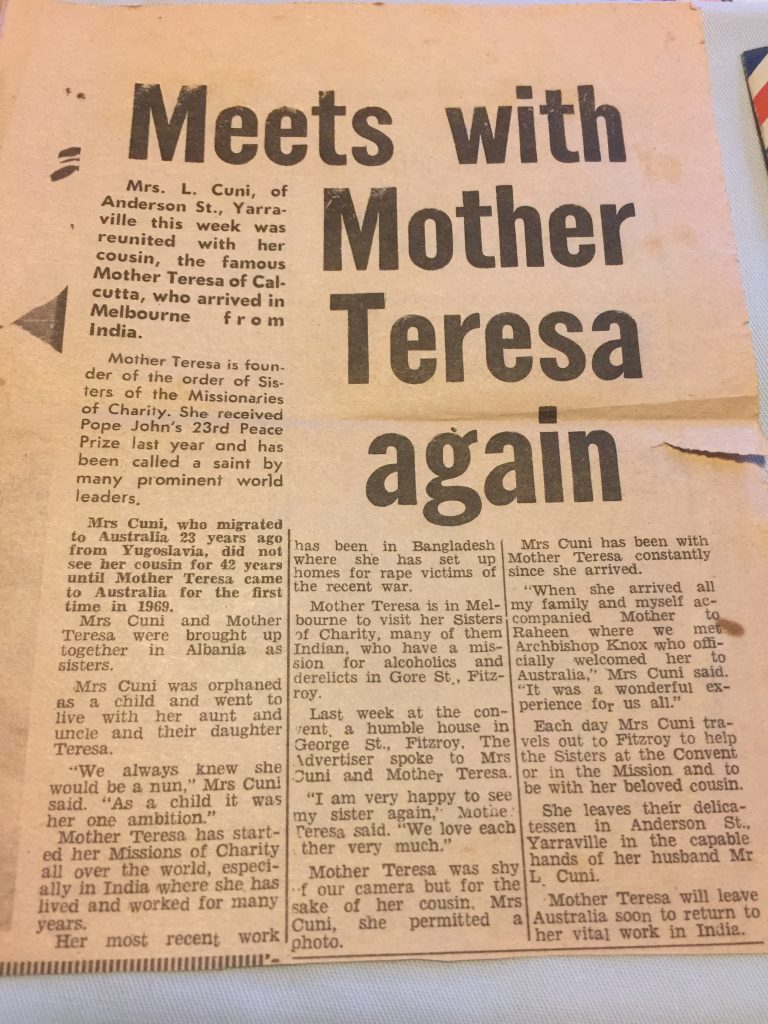 Meets with
Mother
Teresa
again
Mrs. L. Cuni, of
Anderson St., Yarra-
ville this week was
reunited with her
cousin, the famous
Mother Teresa of Cal-
cutta, who arrived in
Melbourne from
India.
Mother Teresa is foun-
der of the order of Sis-
ters of the Missionaries
of Charity. She received
Pope John's 23rd Peace
Prize last year and has
been called a saint by
many prominent world
leaders.
Mrs Cuni, who migrated
to Australia 23 years ago
from Yugoslavia, did not
see her cousin for 42 years
until Mother Teresa came
to Australia for the first
time in 1969.
Mrs Cuni and Mother
Teresa were brought up
together in Albania as
sisters.
Mrs Cuni was orphaned
as a child and went to
live with her aunt and
uncle and their daughter
Teresa.
"We always knew she
would be a nun," Mrs Cuni
said. "As a child it was
her one ambition."
Mother Teresa has start-
ed her Missions of Charity
all over the world, especi-
ally in India where she has
lived and worked for many
years.
Her most recent work
has been in Bangladesh
where she has set up
homes for rape victims of
the recent war.
Mother Teresa is in Mel-
bourne to visit her Sisters
of Charity, many of them
Indian, who have a mis-
sion for alcoholics and
derelicts in Gore St., Fitz-
roy.
Last week at the con-
vent, a humble house in
George St., Fitzroy. The
Advertiser spoke to Mrs
Cuni and Mother Teresa.
"I am very happy to see
my sister again," Mothe
Teresa said. "We love each
ther very much."
Mother Teresa was shy
of our camera but for the
sake of her cousin, Mrs
Cuni, she permitted a
photo.
Mrs Cuni has been with
Mother Teresa constantly
since she arrived.
"When she arrived all
my family and myself ac-
companied Mother to
Raheen where we met
Archbishop Knox who offi-
cially welcomed her to
Australia," Mrs Cuni said.
"It was a wonderful ex-
perience for us all."
Each day Mrs Cuni tra-
vels out to Fitzroy to help
the Sisters at the Convent
or in the Mission and to
be with her beloved cousin.
She leaves their delica-
tessen in Anderson St.,
Yarraville in the capable
hands of her husband Mr
L. Cuni.
Mother Teresa will leave
Australia soon to return to
her vital work in India.